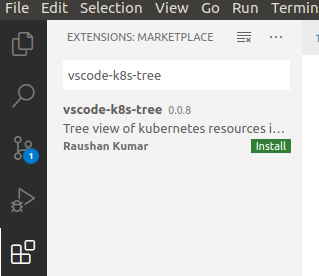 File Edit Selection View Go Run Termin
EXTENSIONS: MARKETPLACE
vscode-k8s-tree
vscode-k8s-tree 0.0.8
Tree view of kubernetes resources i...
Raushan Kumar Install
1